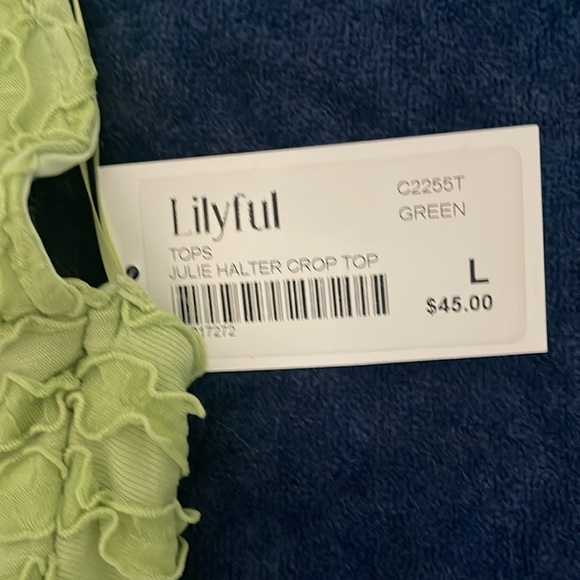 Lilyful
C2255T
GREEN
TOPS
JULIE HALTER CROP TOP
L
$45.00